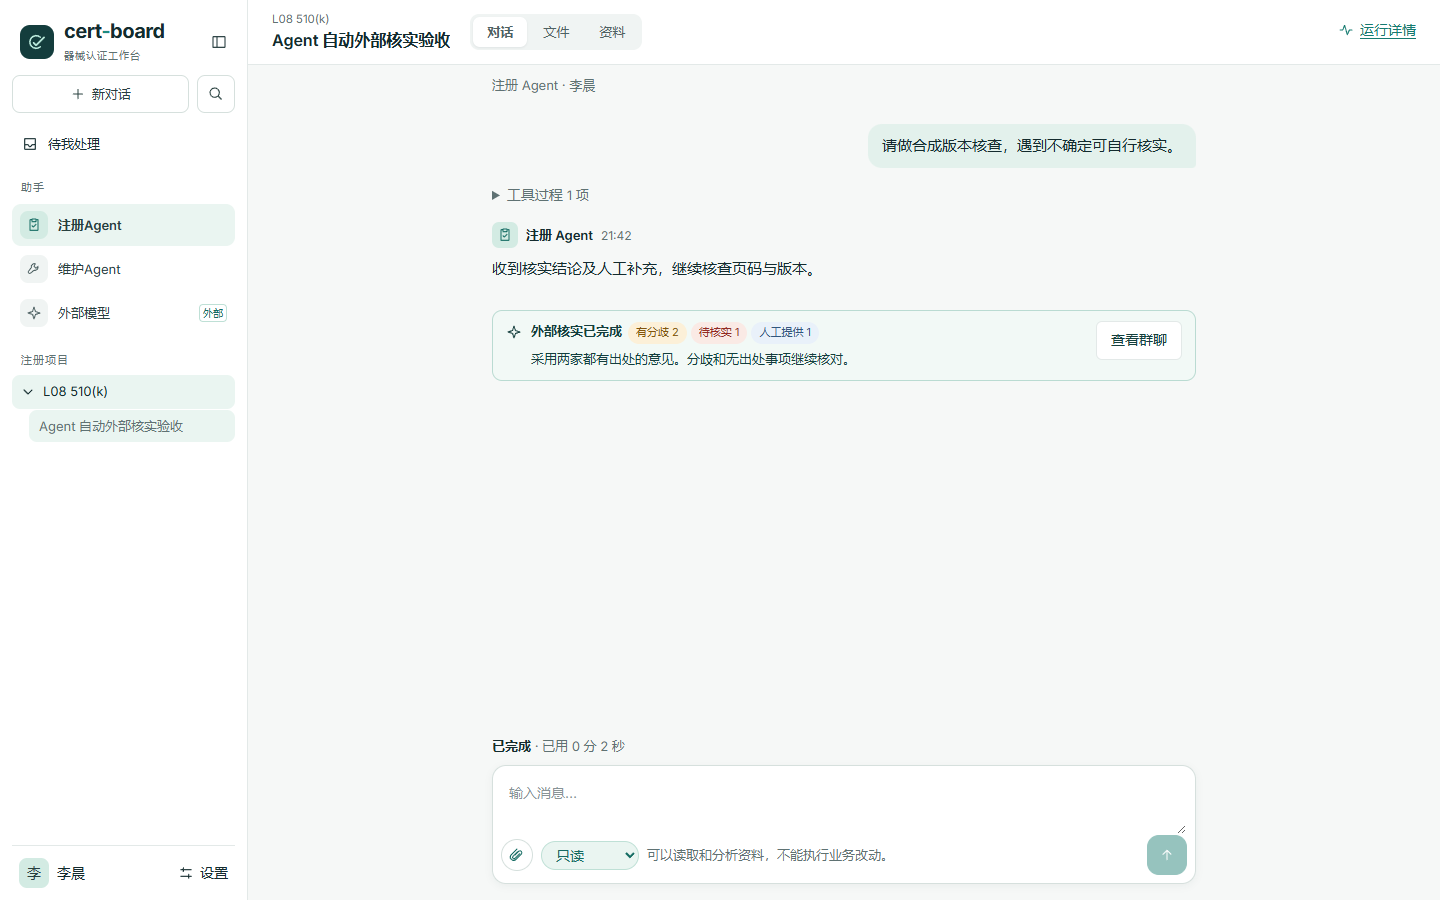 cert-board
器械认证工作台
新对话
待我处理
助手
注册Agent
维护Agent
外部模型
外部
注册项目
L08 510(k)
Agent 自动外部核实验收
李
李晨
设置
L08 510(k)
Agent 自动外部核实验收
对话
文件
资料
运行详情
注册 Agent · 李晨
请做合成版本核查，遇到不确定可自行核实。
工具过程 1 项
注册 Agent 21:42
收到核实结论及人工补充，继续核查页码与版本。
外部核实已完成 有分歧 2 待核实 1 人工提供 1
采用两家都有出处的意见。分歧和无出处事项继续核对。
查看群聊
已完成 · 已用 0 分 2 秒
输入消息...
只读
可以读取和分析资料，不能执行业务改动。